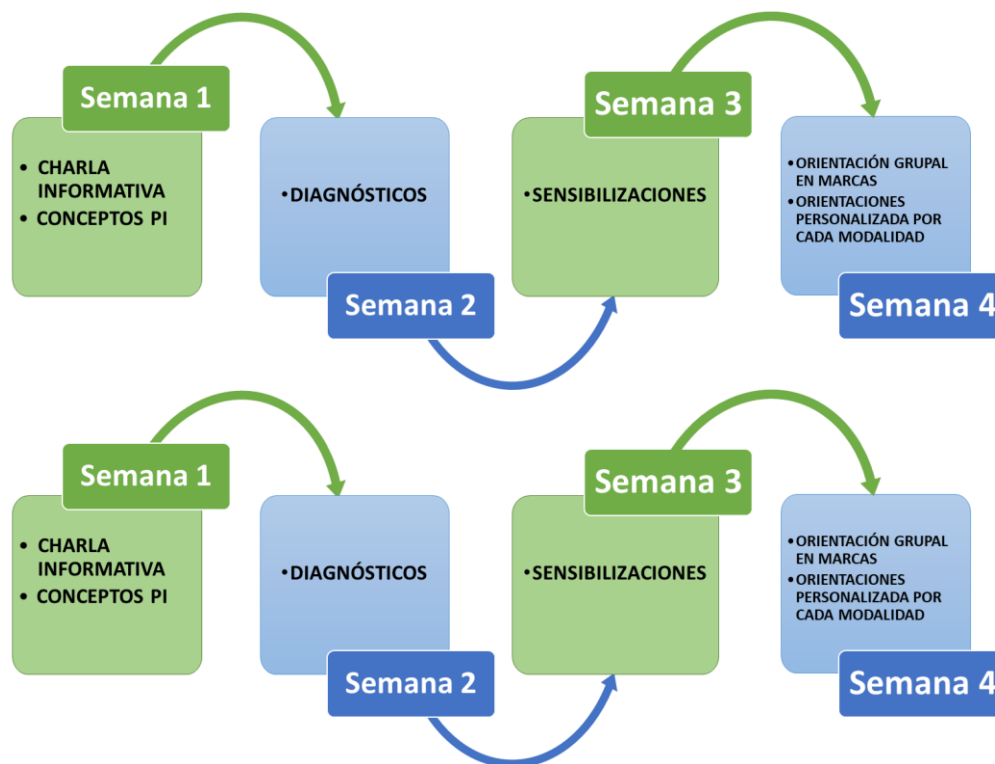 Semana 1
• CHARLA
INFORMATIVA
• CONCEPTOS PI
•DIAGNÓSTICOS
Semana 2
Semana 3
•SENSIBILIZACIONES
•ORIENTACIÓN GRUPAL
EN MARCAS
•ORIENTACIONES
PERSONALIZADA POR
CADA MODALIDAD
Semana 4
Semana 1
• CHARLA
INFORMATIVA
• CONCEPTOS PI
•DIAGNÓSTICOS
Semana 2
Semana 3
•SENSIBILIZACIONES
•ORIENTACIÓN GRUPAL
EN MARCAS
•ORIENTACIONES
PERSONALIZADA POR
CADA MODALIDAD
Semana 4